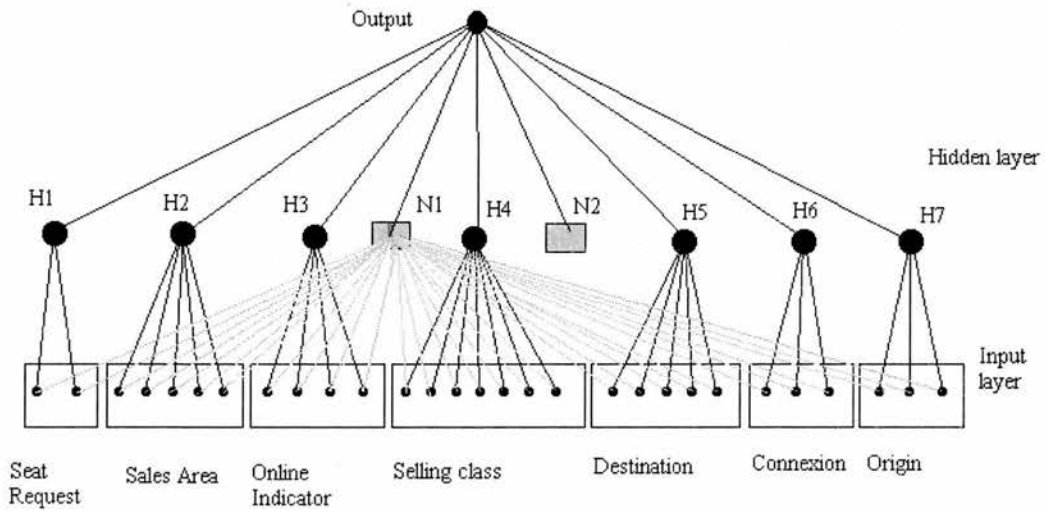 Output
Hidden layer
H1
H2
H3
N1
H4
N2
H5
H6
H7
Input
layer
Seat
Request
Sales Area
Online
Indicator
Selling class
Destination
Connexion
Origin